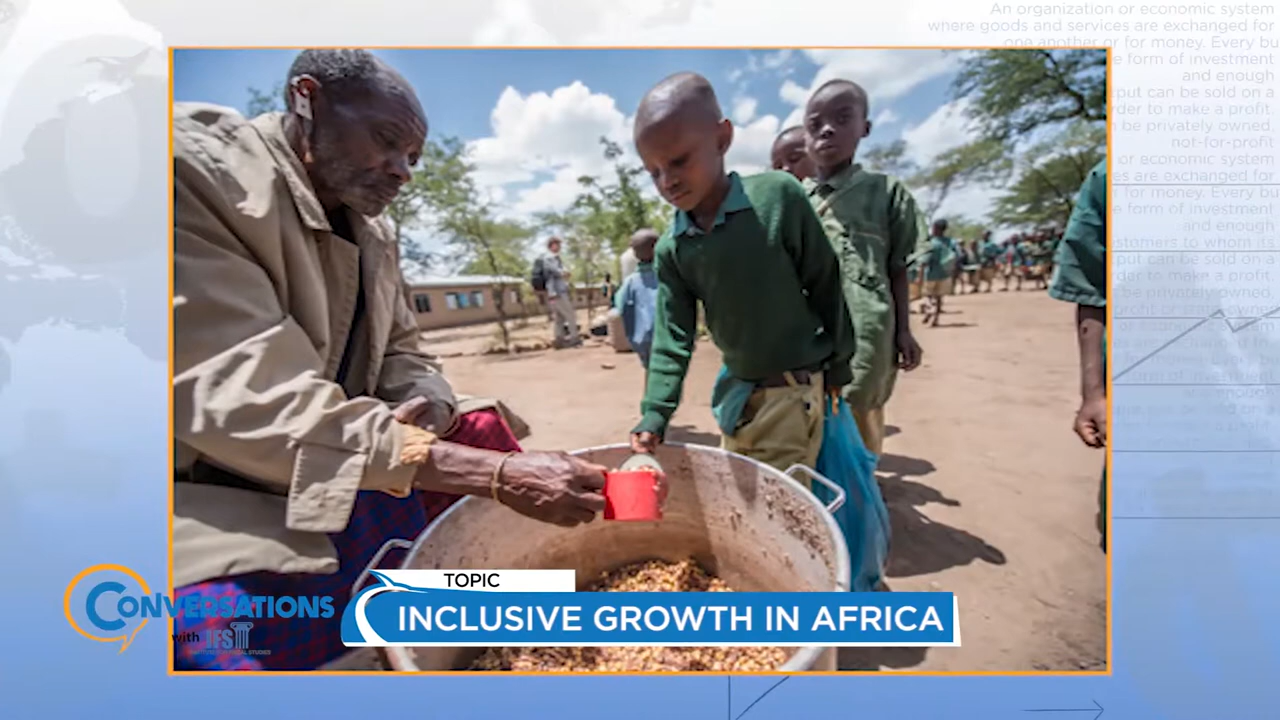 An organization or economic system
where goods and services are exchanged for
one another or for money. Every bu
e form of investment
and enough
tput can be sold on a
rder to make a profit.
n be privately owned,
not-for-profit
or economic system
es are exchanged for
for money. Every bu
e form of investment
and enough
stomers to whom its
put can be sold on a
rder to make a profit.
be privately owned,
TOPIC
INCLUSIVE GROWTH IN AFRICA
CONVERSATIONS
with IFS